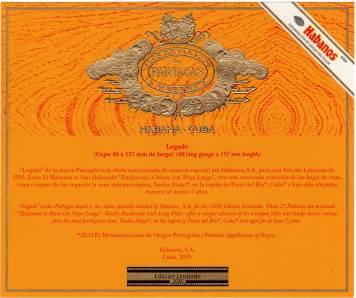 Habanos
PARTAGAS
HABANA - CUBA
Legado
(Cepo 48 x 157 mm de largo) (48 ring gauge x 157 mm length)
"Legado" de la marca Partagás es la vitola seleccionada de manera especial por Habanos, S.A. para esta Edición Limitada de
2020. Estos 25 Habanos se han elaborado "Totalmente a Mano con Tripa Larga", tras una esmerada selección de las hojas de capa,
tripa y capote de las vegas de la zona más prestigiosa, Vuelta Abajo*, en la región de Pinar del Río*, Cuba* y han sido añejadas
durante al menos 2 años.
"Legado" under Partagás brand is the vitola specially selected by Habanos, S.A. for this 2020 Edición Limitada. These 25 Habanos are produced
"Totalmente a Mano con Tripa Larga" -Totally Handmade with Long Filler- after a careful selection of the wrapper, filler and binder leaves coming
from the most prestigious zone, Vuelta Abajo*, in the region of Pinar del Río*, Cuba* and aged for at least 2 years.
*(D.O.P.) Denominaciones de Origen Protegidas / Protected Appellations of Origin.
Habanos, S.A.
Cuba, 2020
Edición Limitada